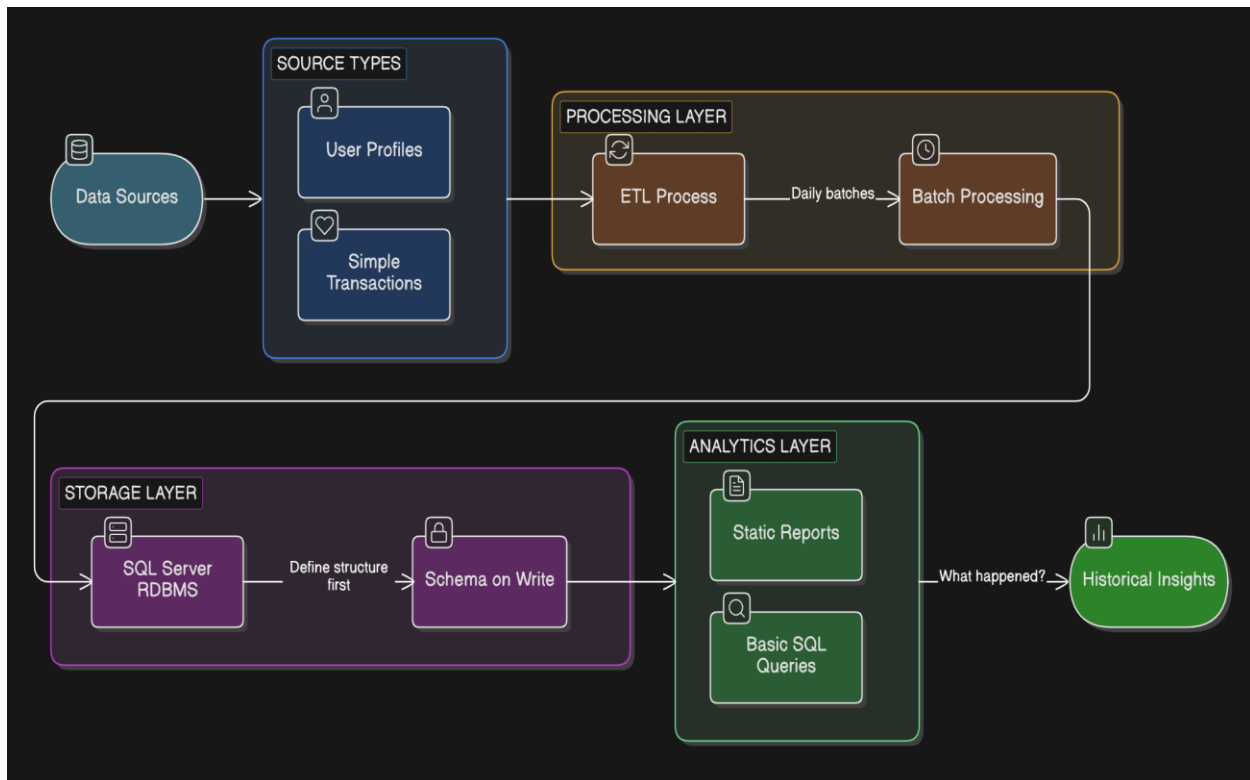 SOURCE TYPES
User Profiles
Data Sources
Simple
Transactions
PROCESSING LAYER
ETL Process
Daily batches
Batch Processing
STORAGE LAYER
SQL Server
RDBMS
Define structure
first
Schema on Write
ANALYTICS LAYER
Static Reports
Basic SQL
Queries
What happened?
Historical Insights